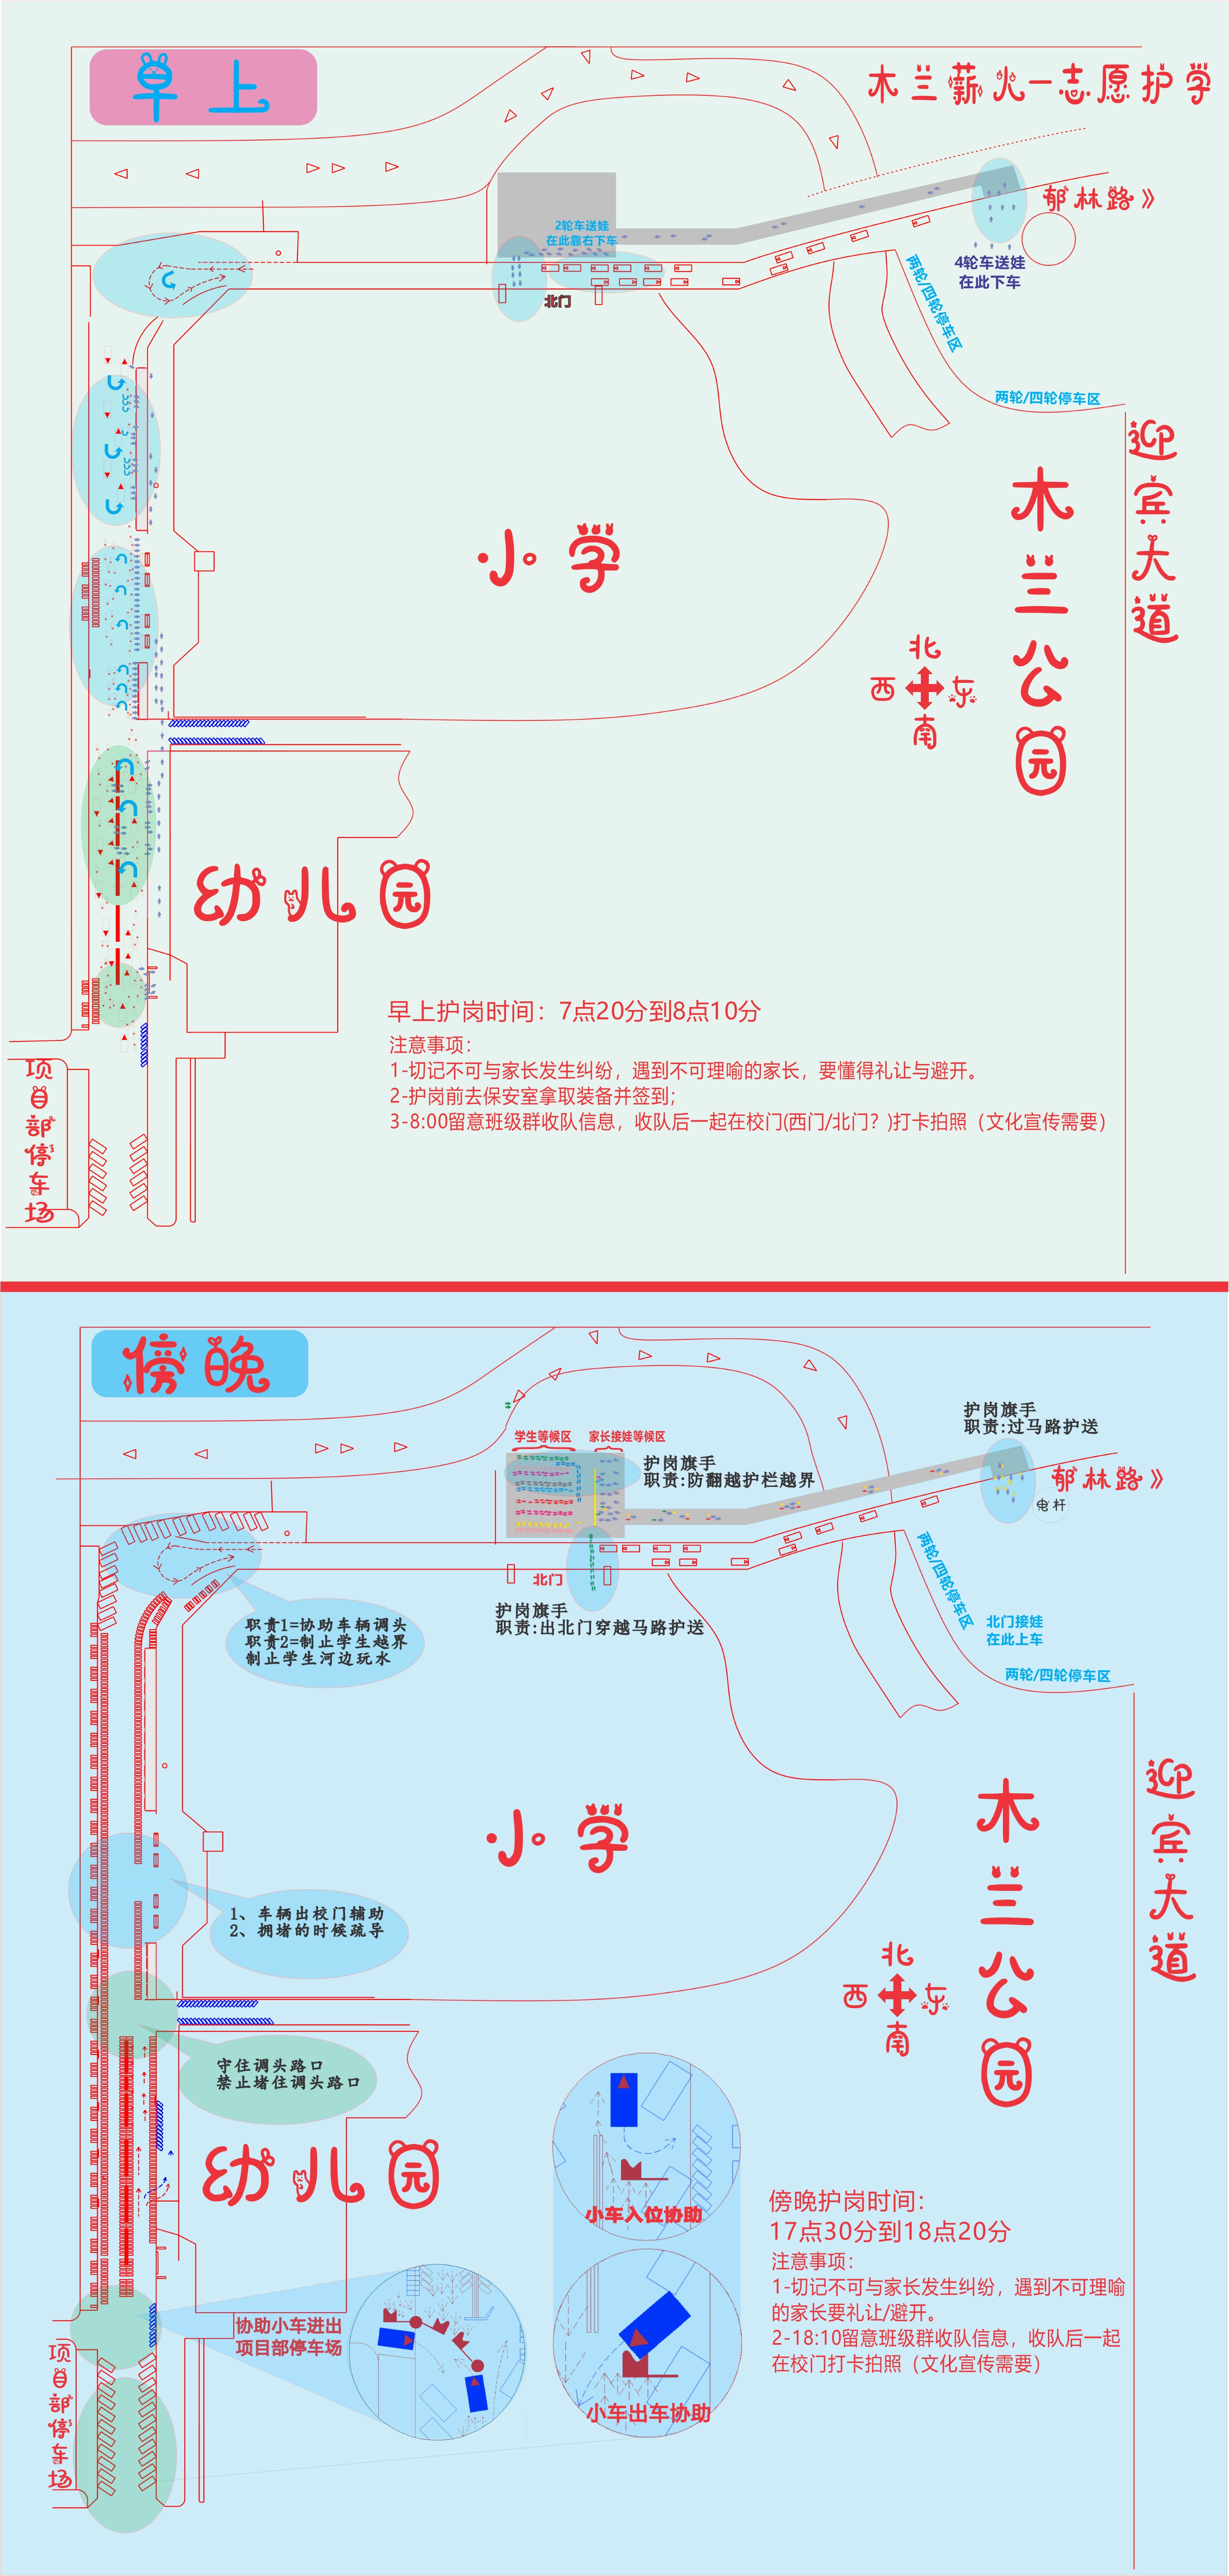 早上
木兰薪火一志愿护学
郁林路》
2轮车送娃
在此靠右下车
4轮车送娃
在此下车
北门
两轮/四轮停车区
两轮/四轮停车区
迎宾大道
木兰公园
小学
北
西 东
南
幼儿园
早上护岗时间：7点20分到8点10分
注意事项：
1-切记不可与家长发生纠纷，遇到不可理喻的家长，要懂得礼让与避开。
2-护岗前去保安室拿取装备并签到；
3-8:00留意班级群收队信息，收队后一起在校门(西门/北门？)打卡拍照（文化宣传需要）
项目部停车场
傍晚
护岗旗手
职责:过马路护送
学生等候区 家长接娃等候区
护岗旗手
职责:防翻越护栏越界
郁林路》
电杆
北门
护岗旗手
职责:出北门穿越马路护送
两轮/四轮停车区
北门接娃
在此上车
两轮/四轮停车区
职责1=协助车辆调头
职责2=制止学生越界
制止学生河边玩水
迎宾大道
木兰公园
小学
1、车辆出校门辅助
2、拥堵的时候疏导
北
西 东
南
守住调头路口
禁止堵住调头路口
幼儿园
小车入位协助
傍晚护岗时间：
17点30分到18点20分
注意事项：
1-切记不可与家长发生纠纷，遇到不可理喻
的家长要礼让/避开。
2-18:10留意班级群收队信息，收队后一起
在校门打卡拍照（文化宣传需要）
协助小车进出
项目部停车场
小车出车协助
项目部停车场